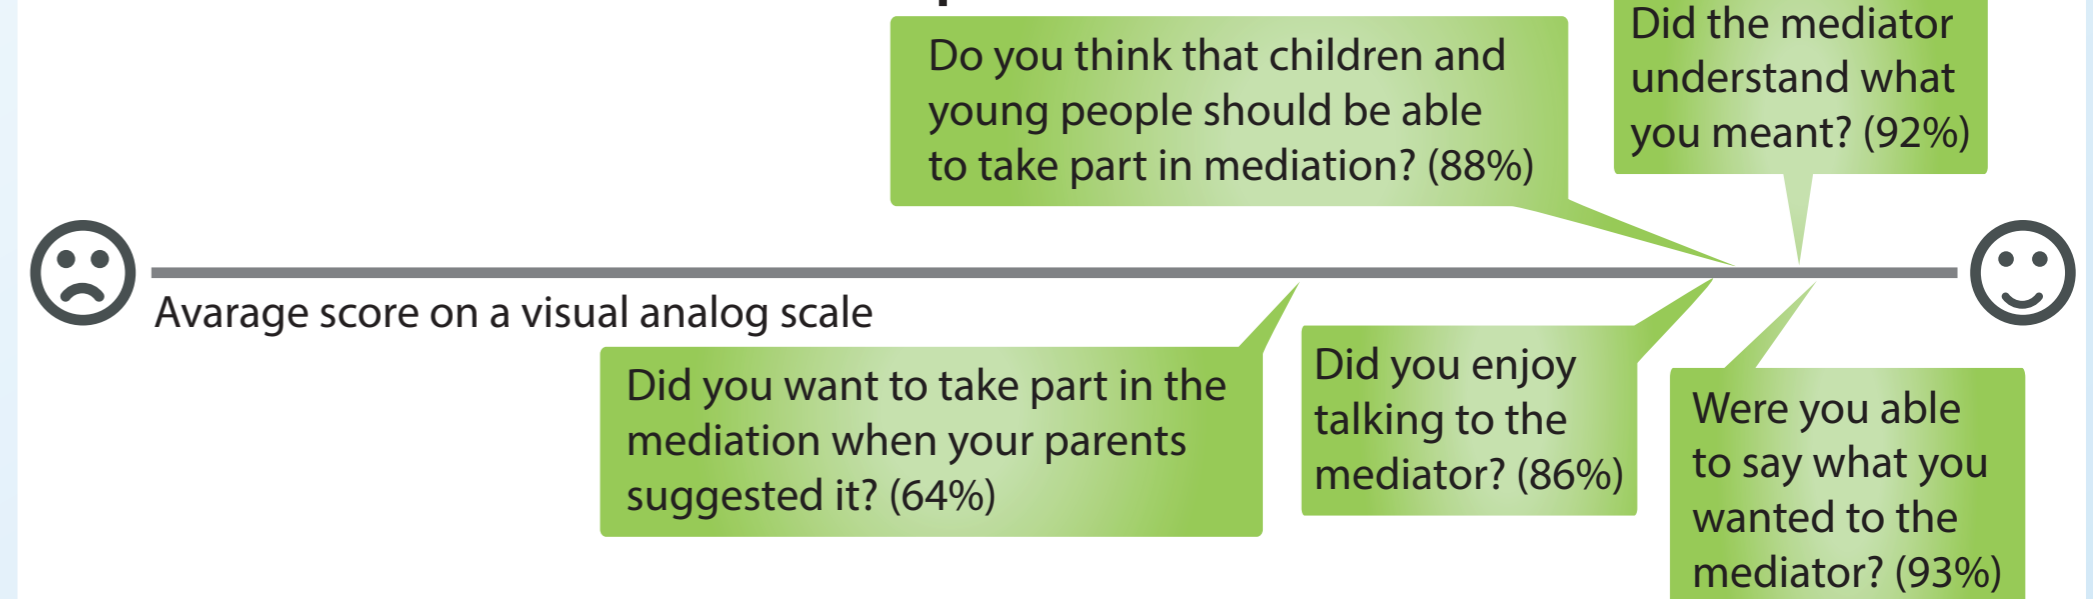 Do you think that children and
young people should be able
to take part in mediation? (88%)
Did the mediator
understand what
you meant? (92%)
Avarage score on a visual analog scale
Did you want to take part in the
mediation when your parents
suggested it? (64%)
Did you enjoy
talking to the
mediator? (86%)
Were you able
to say what you
wanted to the
mediator? (93%)